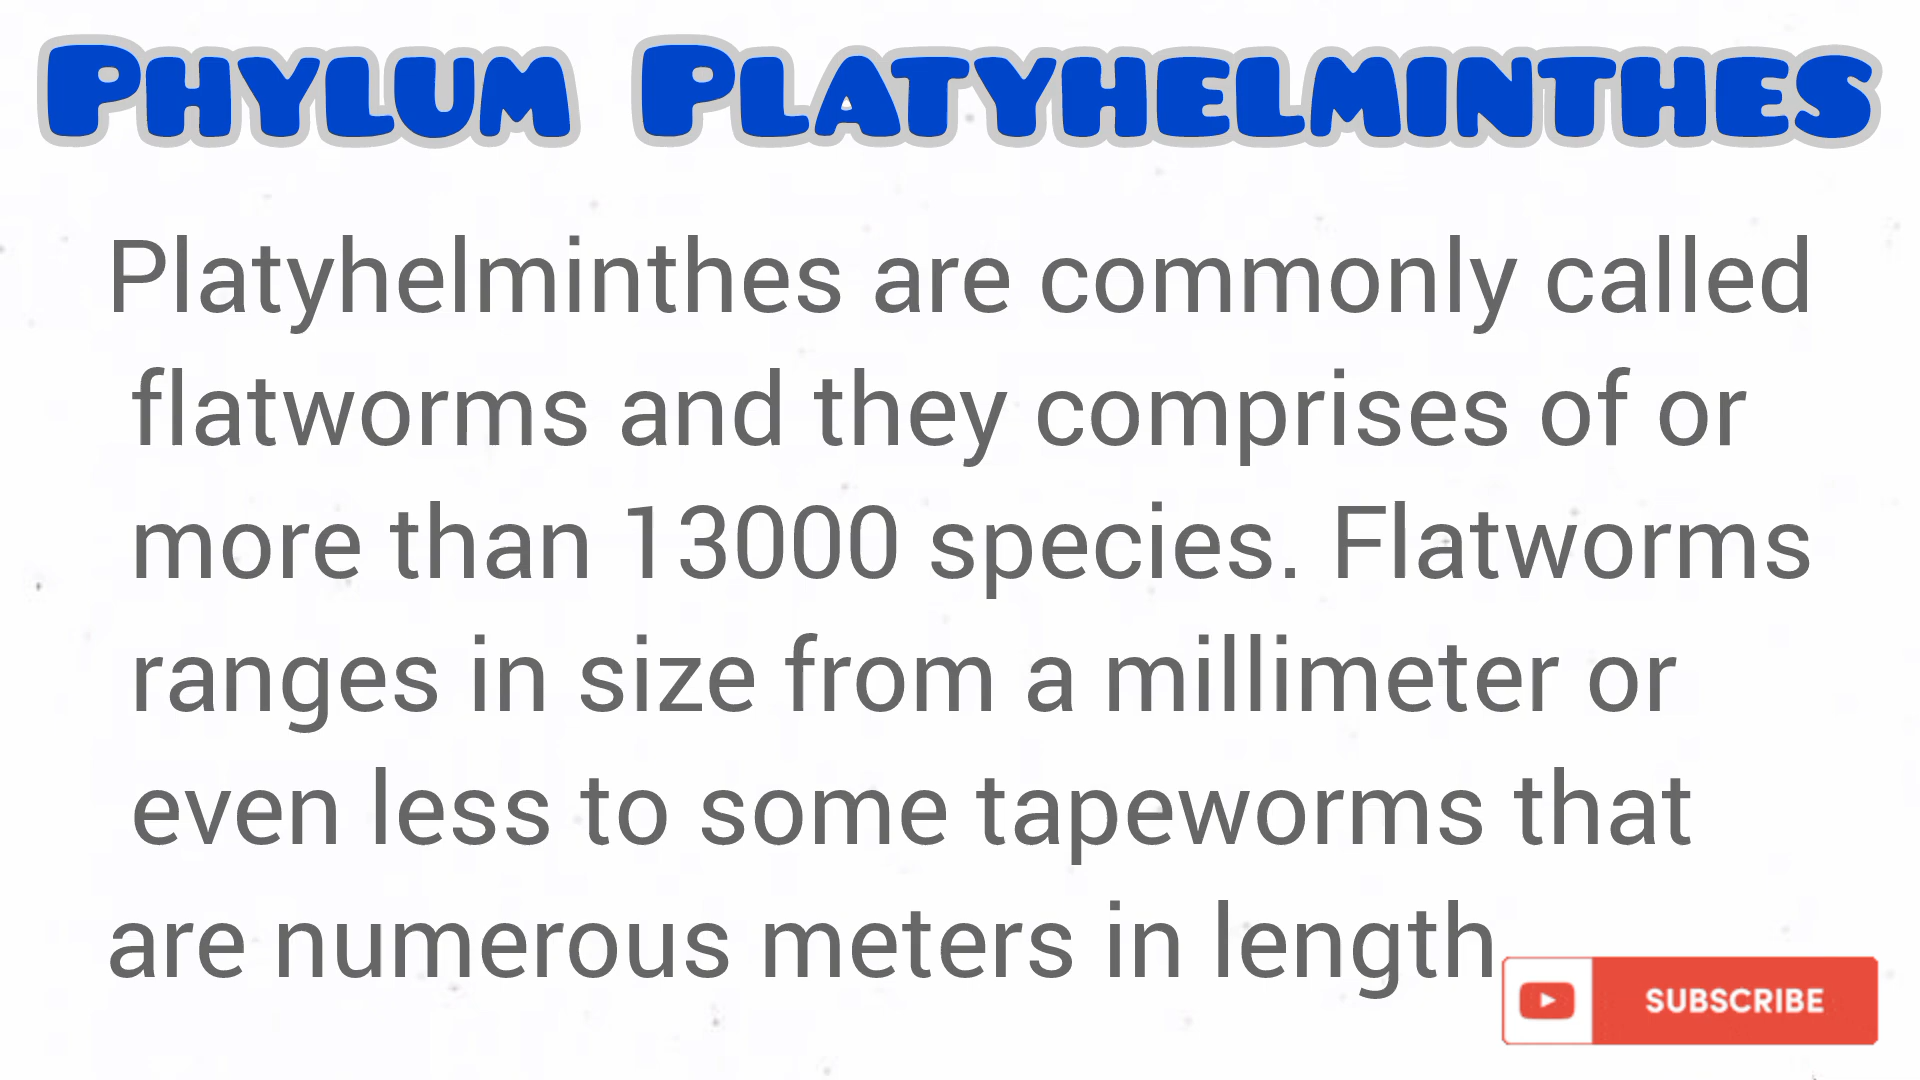 PHYLUM PLATYHELMINTHES
Platyhelminthes are commonly called
flatworms and they comprises of or
more than 13000 species. Flatworms
ranges in size from a millimeter or
even less to some tapeworms that
are numerous meters in length
SUBSCRIBE